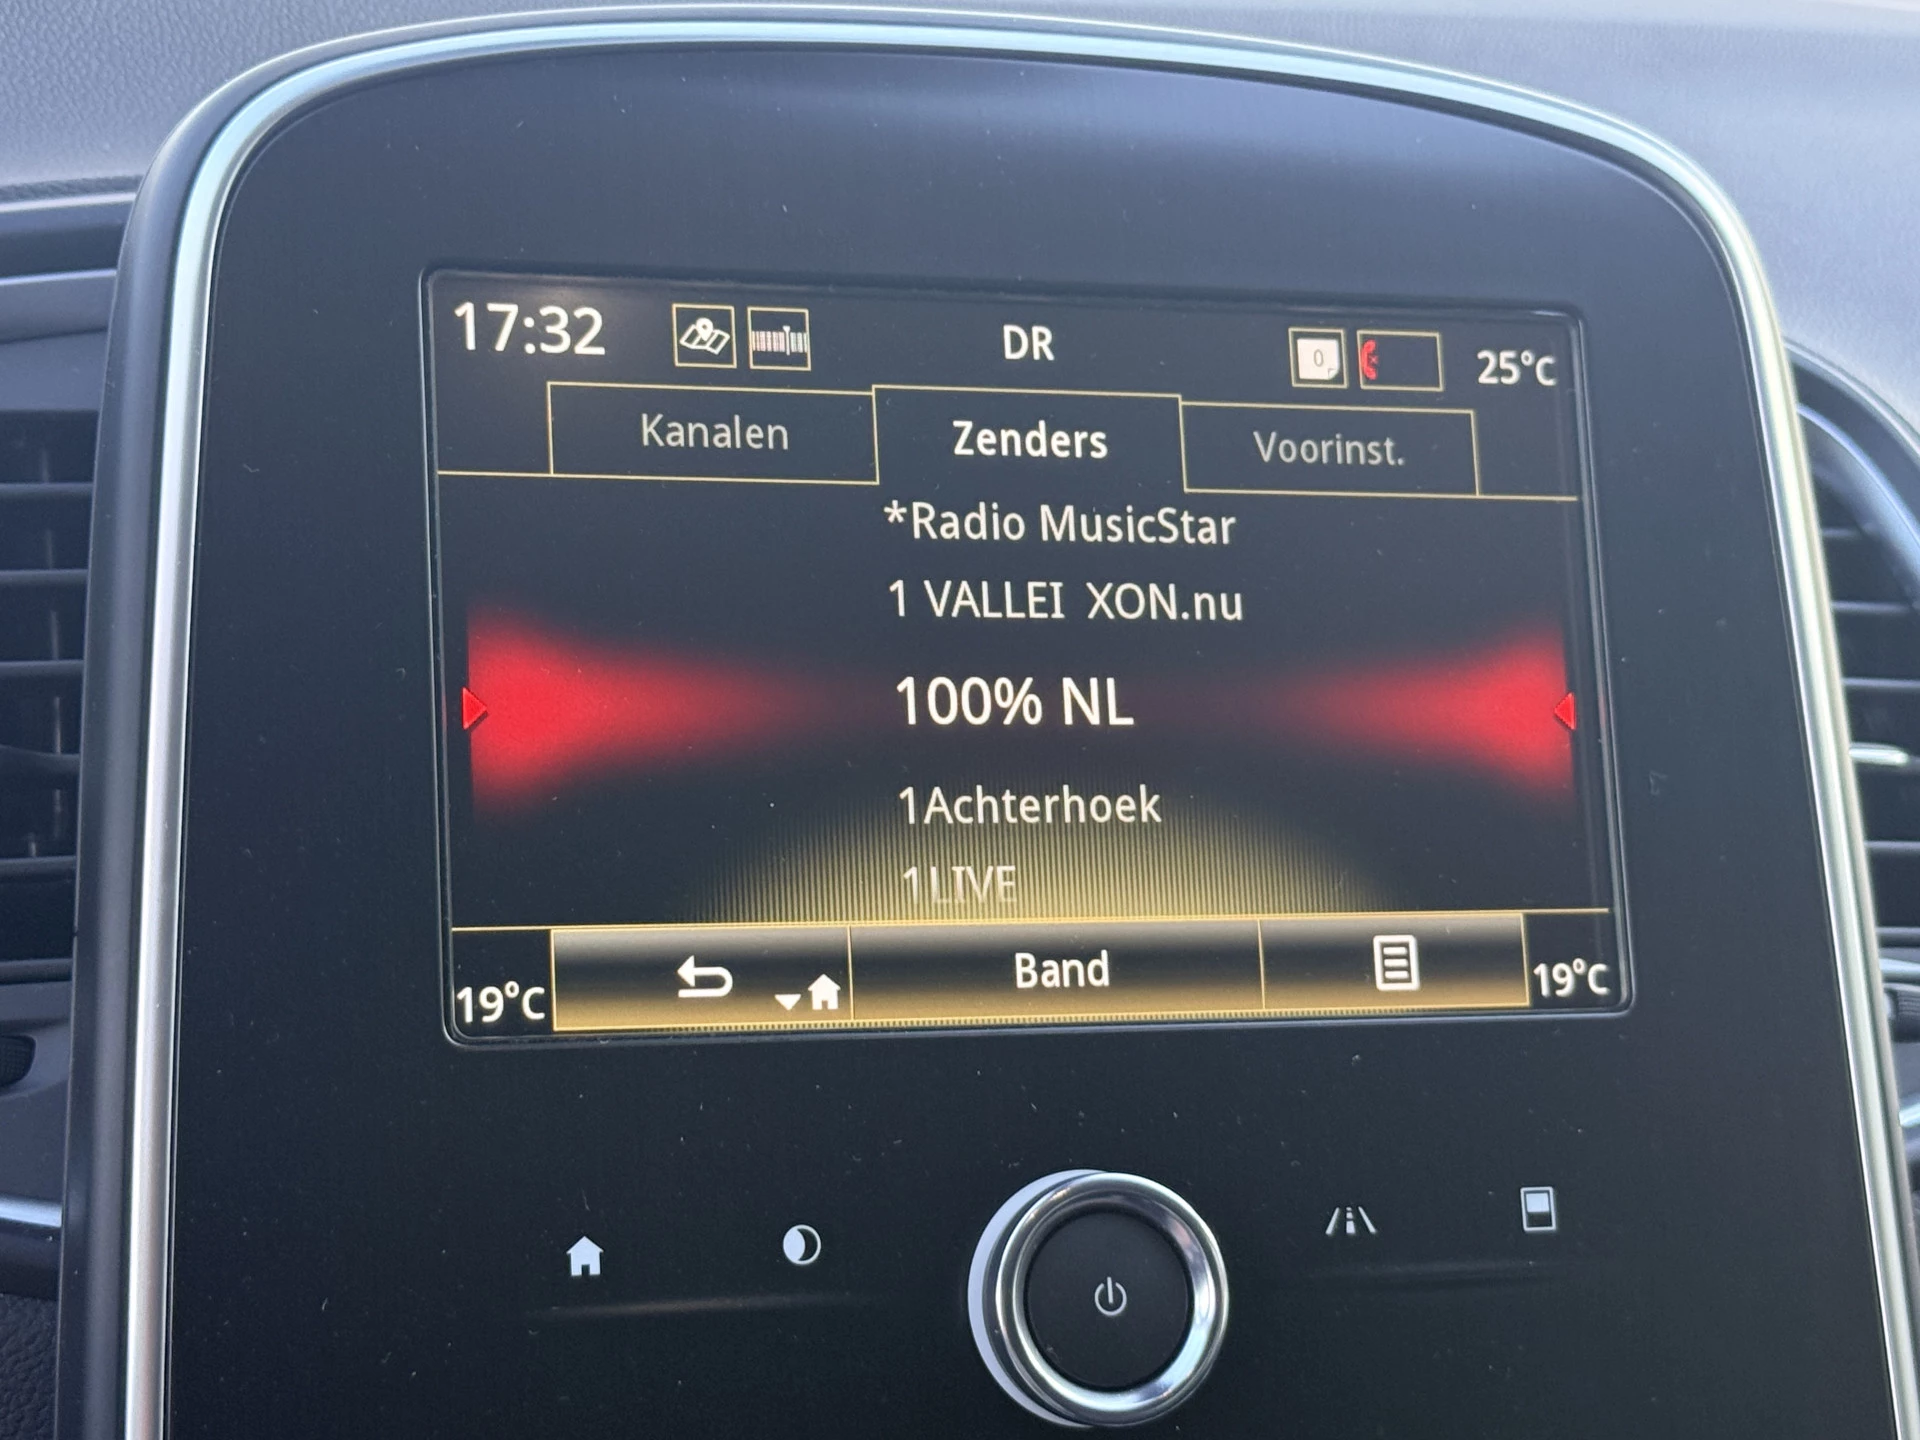 17:32 DR 0 25°C
Kanalen Zenders Voorinst.
*Radio MusicStar
1 VALLEI XON.nu
100% NL
1Achterhoek
1LIVE
19°C Band 19°C